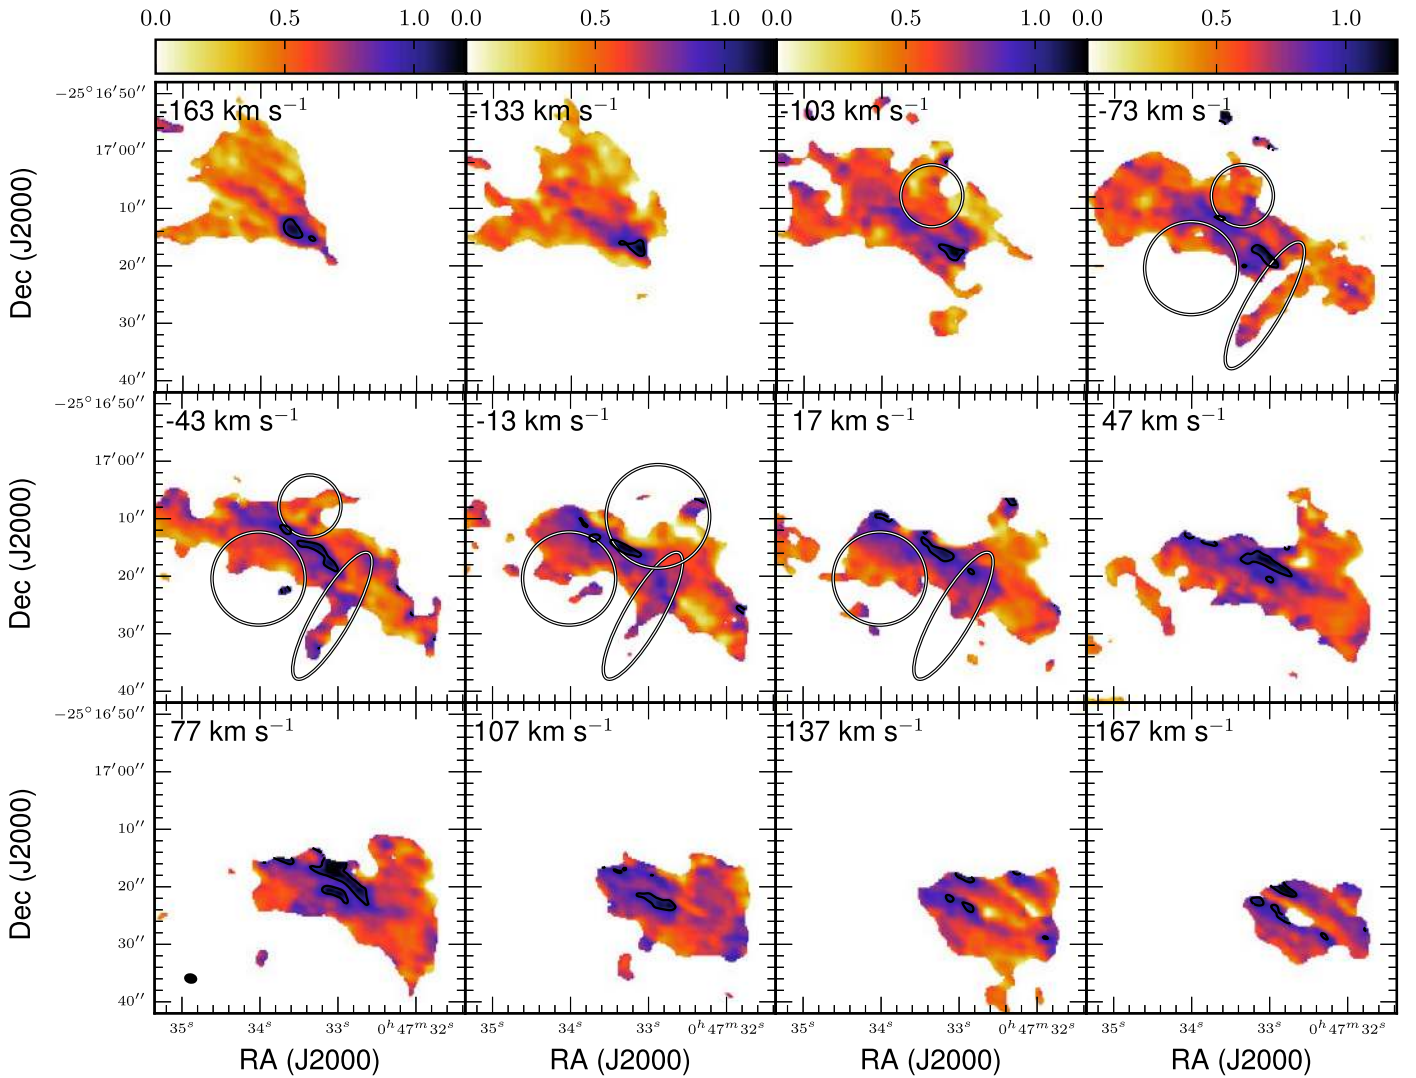 0.0 0.5 1.0 0.0 0.5 1.0 0.0 0.5 1.0 0.0 0.5 1.0
−25°16′50″ -163 km s⁻¹ -133 km s⁻¹ -103 km s⁻¹ -73 km s⁻¹
17′00″
10″
20″
30″
40″
Dec (J2000)
−25°16′50″ -43 km s⁻¹ -13 km s⁻¹ 17 km s⁻¹ 47 km s⁻¹
17′00″
10″
20″
30″
40″
Dec (J2000)
−25°16′50″ 77 km s⁻¹ 107 km s⁻¹ 137 km s⁻¹ 167 km s⁻¹
17′00″
10″
20″
30″
40″
Dec (J2000)
35ˢ 34ˢ 33ˢ 0ʰ47ᵐ32ˢ 35ˢ 34ˢ 33ˢ 0ʰ47ᵐ32ˢ 35ˢ 34ˢ 33ˢ 0ʰ47ᵐ32ˢ 35ˢ 34ˢ 33ˢ 0ʰ47ᵐ32ˢ
RA (J2000) RA (J2000) RA (J2000) RA (J2000)